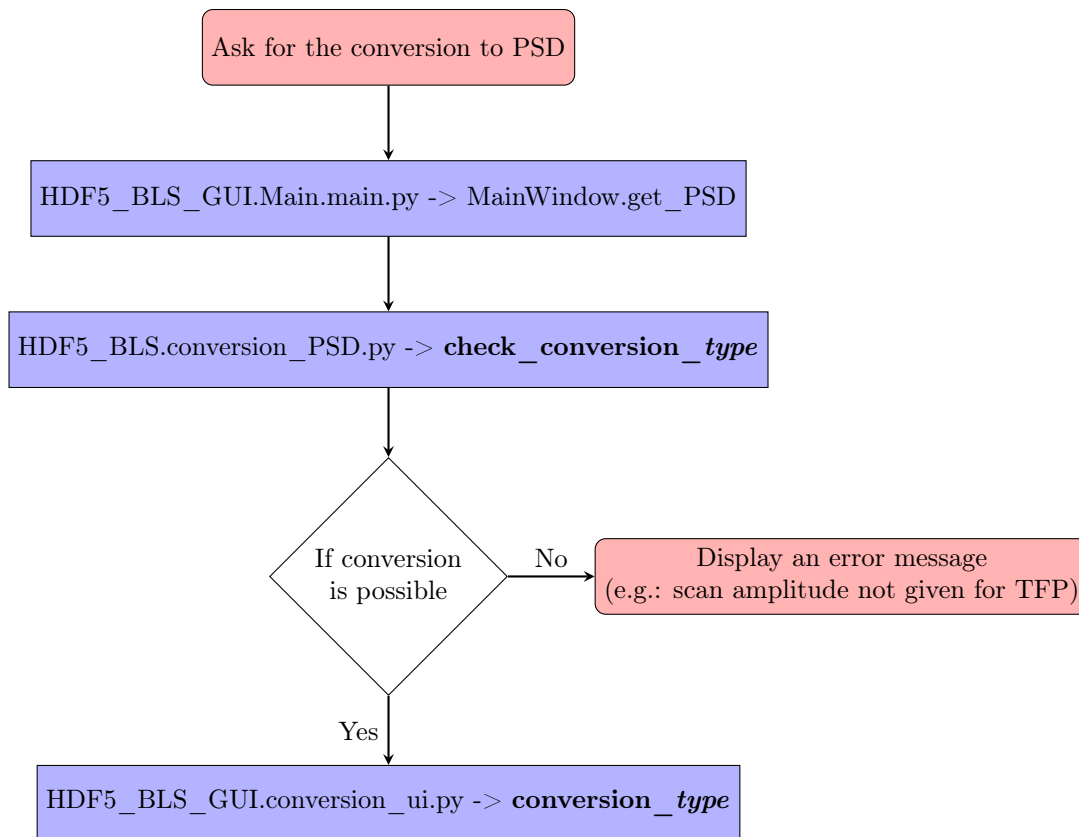 Ask for the conversion to PSD
HDF5_BLS_GUI.Main.main.py -> MainWindow.get_PSD
HDF5_BLS.conversion_PSD.py -> check_conversion_type
If conversion
is possible
No
Display an error message
(e.g.: scan amplitude not given for TFP)
Yes
HDF5_BLS_GUI.conversion_ui.py -> conversion_type